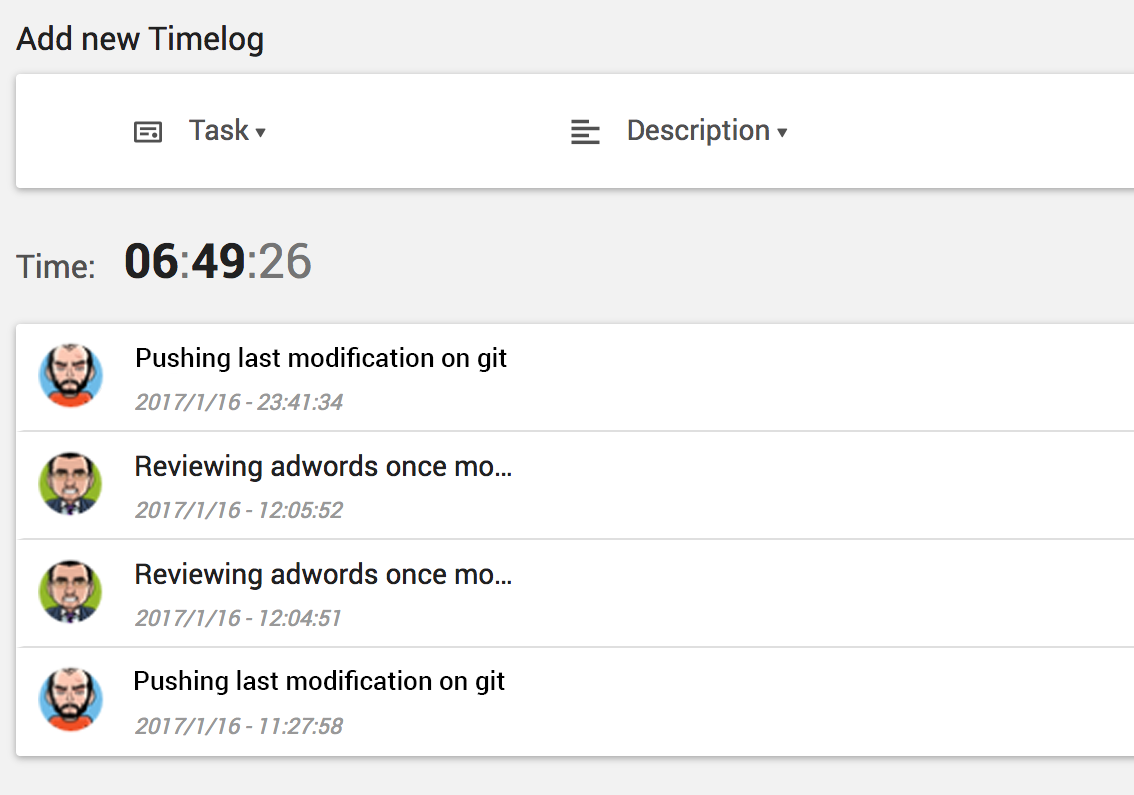 Add new Timelog
Task ▾ Description ▾
Time: 06:49:26
Pushing last modification on git
2017/1/16 - 23:41:34
Reviewing adwords once mo...
2017/1/16 - 12:05:52
Reviewing adwords once mo...
2017/1/16 - 12:04:51
Pushing last modification on git
2017/1/16 - 11:27:58